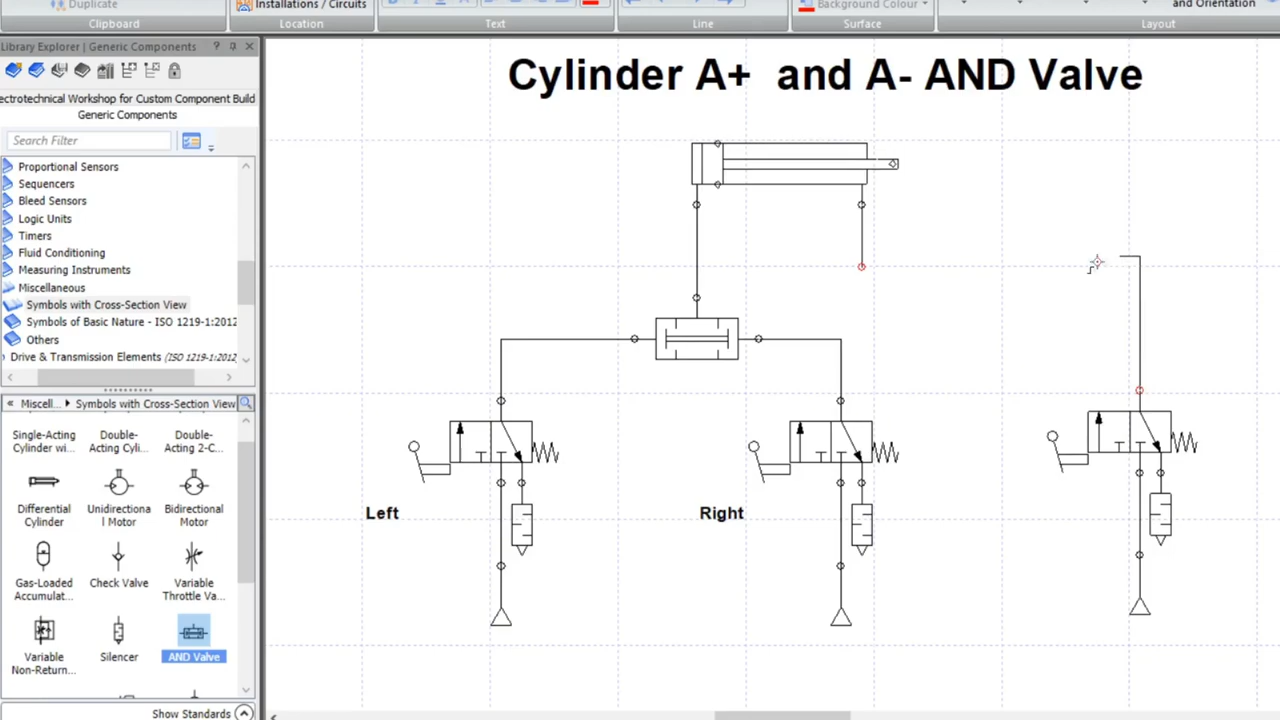 Duplicate
Installations / Circuits
and Orientation
Background Colour
Clipboard
Location
Text
Line
Surface
Layout
Library Explorer | Generic Components
ectrotechnical Workshop for Custom Component Build
Generic Components
Search Filter
Proportional Sensors
Sequencers
Bleed Sensors
Logic Units
Timers
Fluid Conditioning
Measuring Instruments
Miscellaneous
Symbols with Cross-Section View
Symbols of Basic Nature - ISO 1219-1:2012
Others
Drive & Transmission Elements (ISO 1219-1:2012
« Miscell... Symbols with Cross-Section View
Single-Acting Cylinder wi...
Double-Acting Cyli...
Double-Acting 2-C...
Differential Cylinder
Unidirectional Motor
Bidirectional Motor
Gas-Loaded Accumulat...
Check Valve
Variable Throttle Va...
Variable Non-Return...
Silencer
AND Valve
Show Standards
Cylinder A+ and A- AND Valve
Left
Right